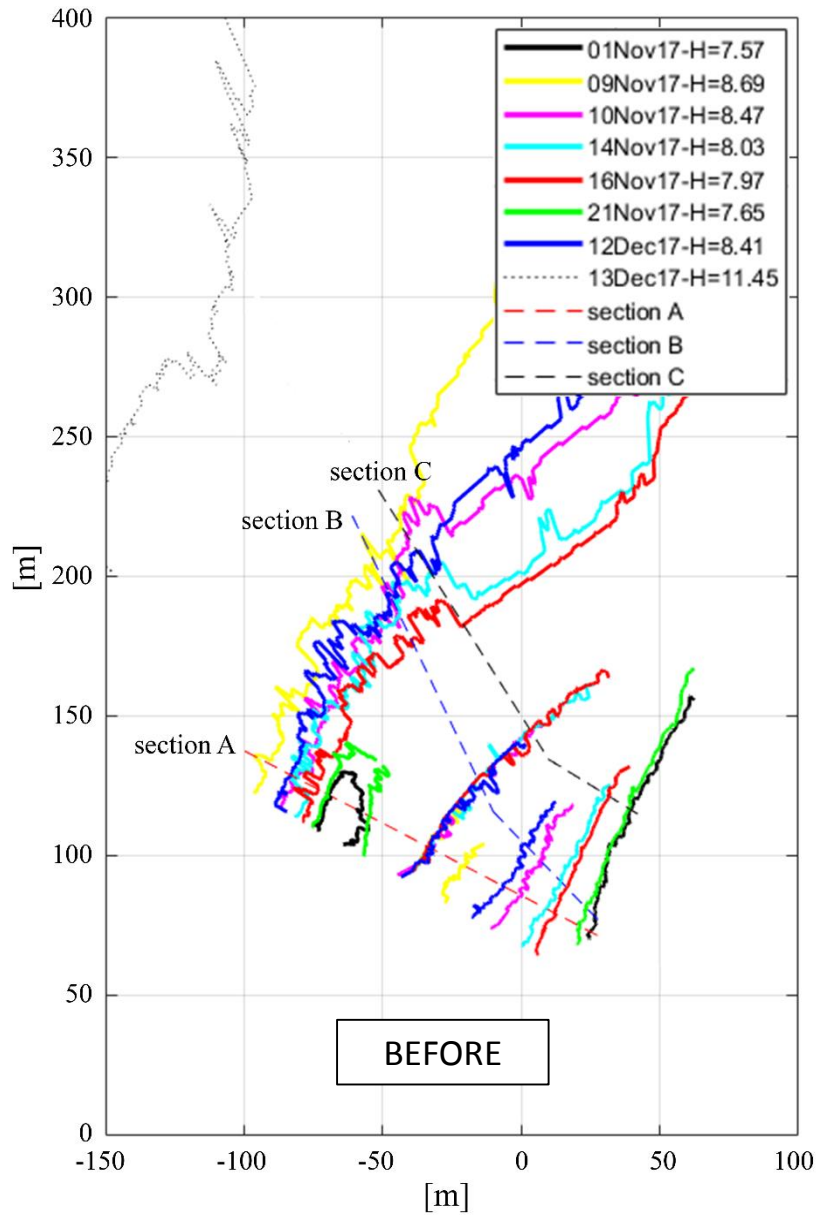 400
01Nov17-H=7.57
09Nov17-H=8.69
10Nov17-H=8.47
14Nov17-H=8.03
16Nov17-H=7.97
21Nov17-H=7.65
12Dec17-H=8.41
13Dec17-H=11.45
section A
section B
section C
350
300
250
section C
section B
[m]
200
150
section A
100
50
BEFORE
0
-150
-100
-50
0
50
100
[m]